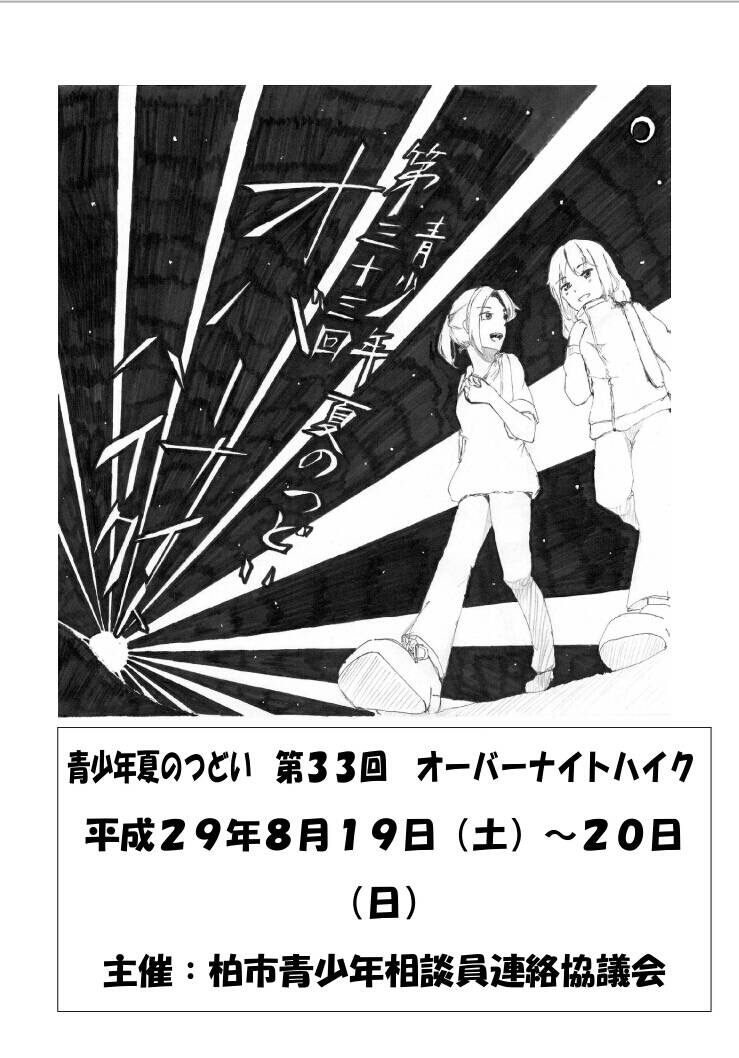 青少年夏のつどい
第三十三回
オーバーナイト
ハイク
青少年夏のつどい　第３３回　オーバーナイトハイク
平成２９年８月１９日（土）～２０日
（日）
主催：柏市青少年相談員連絡協議会